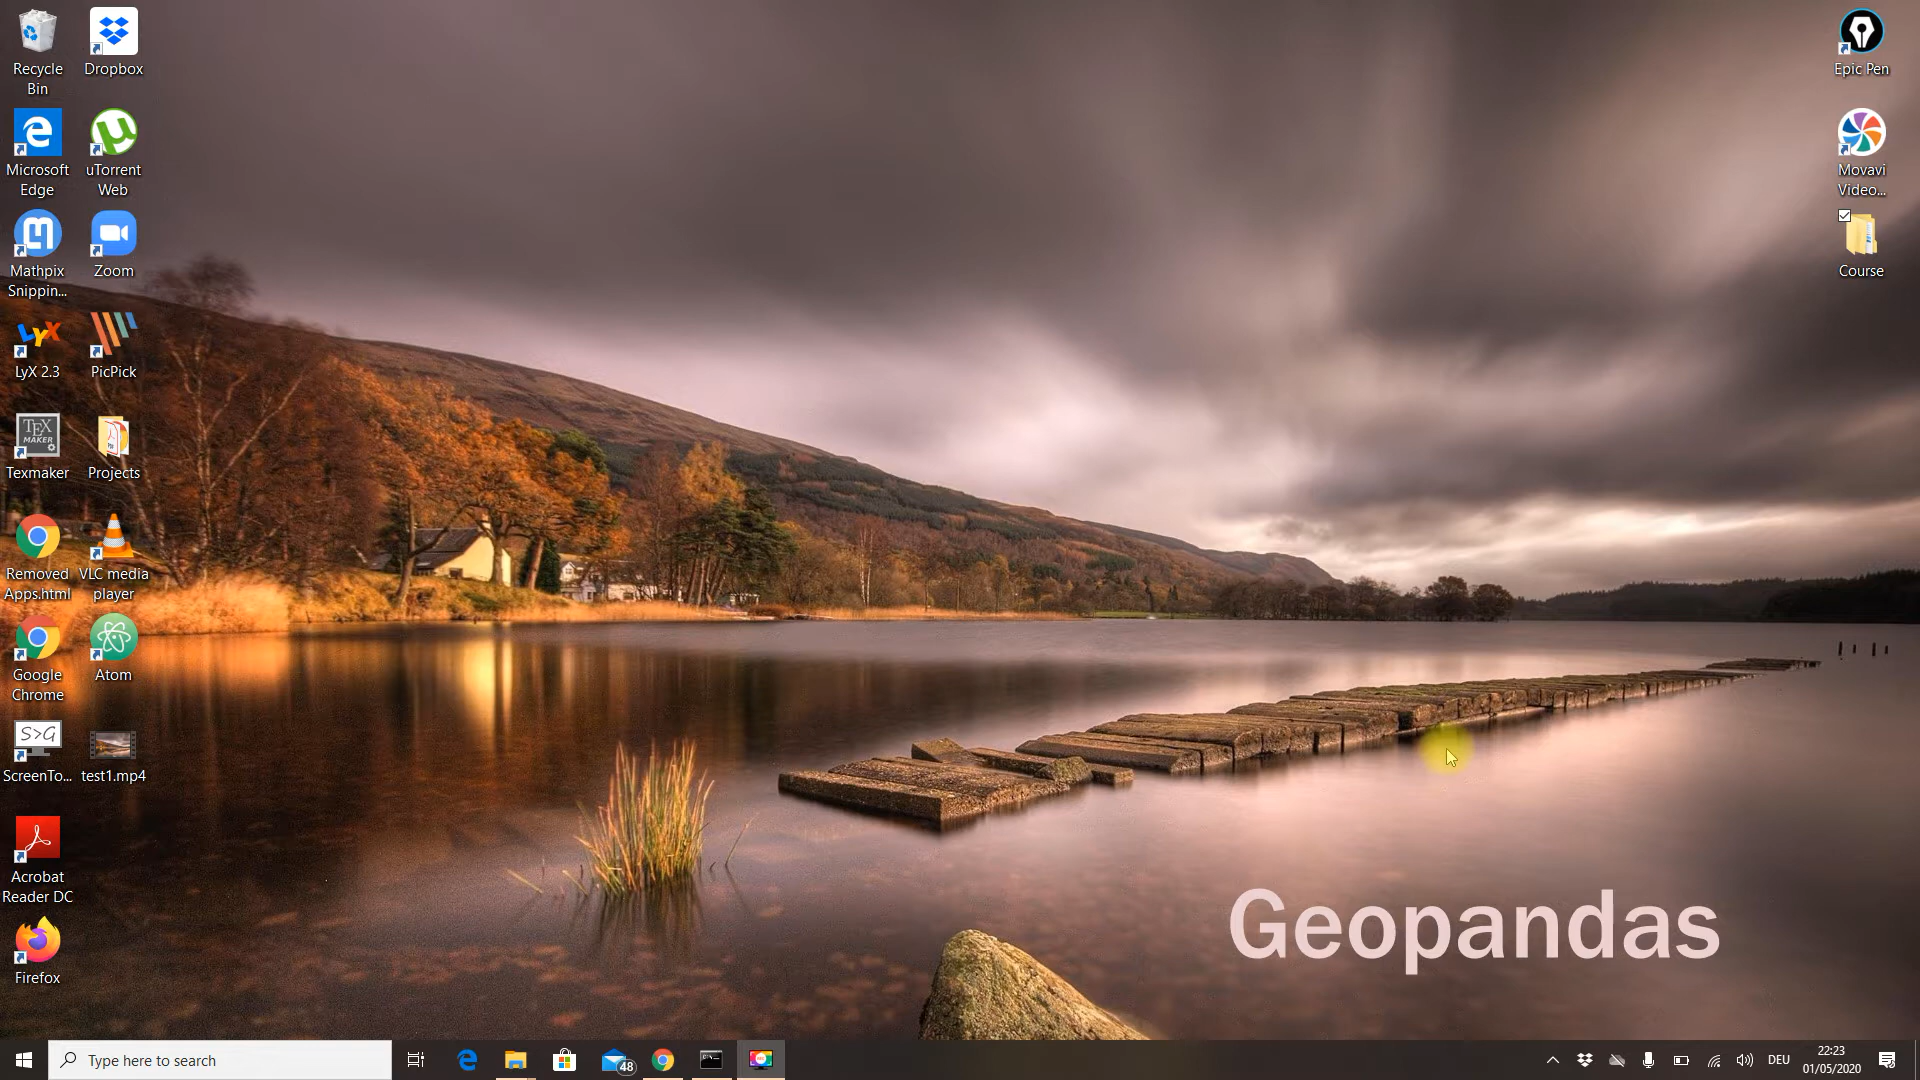 Recycle
Bin
Dropbox
Microsoft
Edge
uTorrent
Web
Mathpix
Snippin...
Zoom
LyX 2.3
PicPick
TEX
MAKER
Texmaker
Projects
Removed
Apps.html
VLC media
player
Google
Chrome
Atom
S>G
ScreenTo...
test1.mp4
Acrobat
Reader DC
Firefox
Epic Pen
Movavi
Video...
Course
Geopandas
Type here to search
48
DEU
22:23
01/05/2020